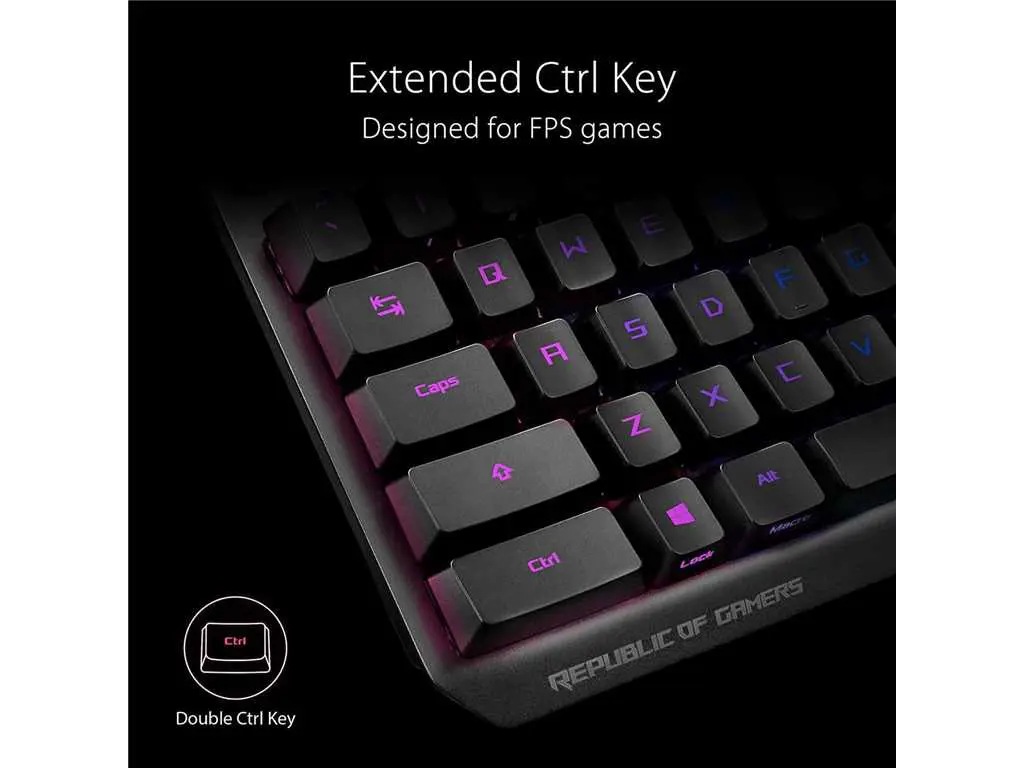 Extended Ctrl Key
Designed for FPS games
Q W E
A S D F G
Caps
Z X C V
Alt
Macro
Ctrl
Lock
REPUBLIC OF GAMERS
Ctrl
Double Ctrl Key